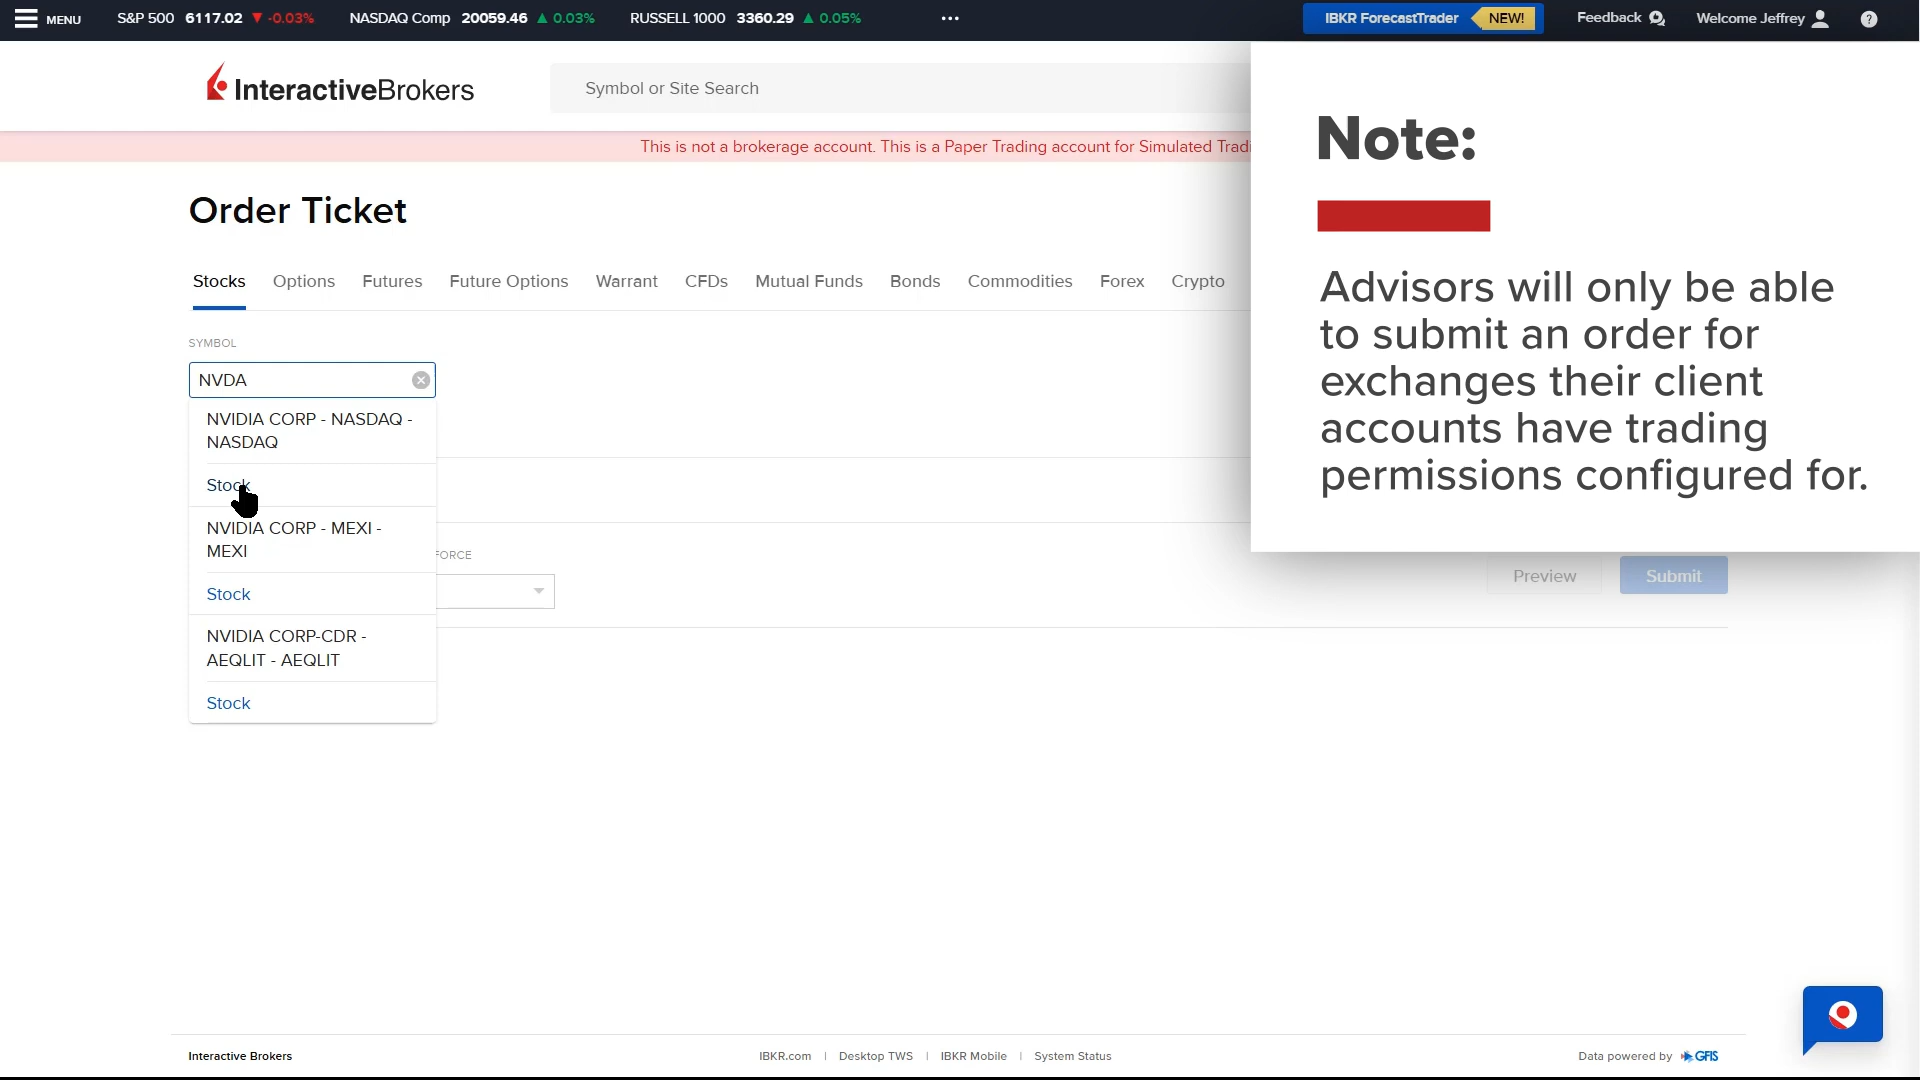 MENU S&P 500 6117.02 ▼ -0.03% NASDAQ Comp 20059.46 ▲ 0.03% RUSSELL 1000 3360.29 ▲ 0.05% ••• IBKR ForecastTrader NEW! Feedback Welcome Jeffrey ?
InteractiveBrokers
Symbol or Site Search
This is not a brokerage account. This is a Paper Trading account for Simulated Tradi
Order Ticket
Stocks Options Futures Future Options Warrant CFDs Mutual Funds Bonds Commodities Forex Crypto
SYMBOL
NVDA
NVIDIA CORP - NASDAQ -
NASDAQ
Stock
NVIDIA CORP - MEXI -
MEXI
Stock
NVIDIA CORP-CDR -
AEQLIT - AEQLIT
Stock
FORCE
Preview Submit
Note:
Advisors will only be able
to submit an order for
exchanges their client
accounts have trading
permissions configured for.
Interactive Brokers IBKR.com | Desktop TWS | IBKR Mobile | System Status Data powered by GFIS